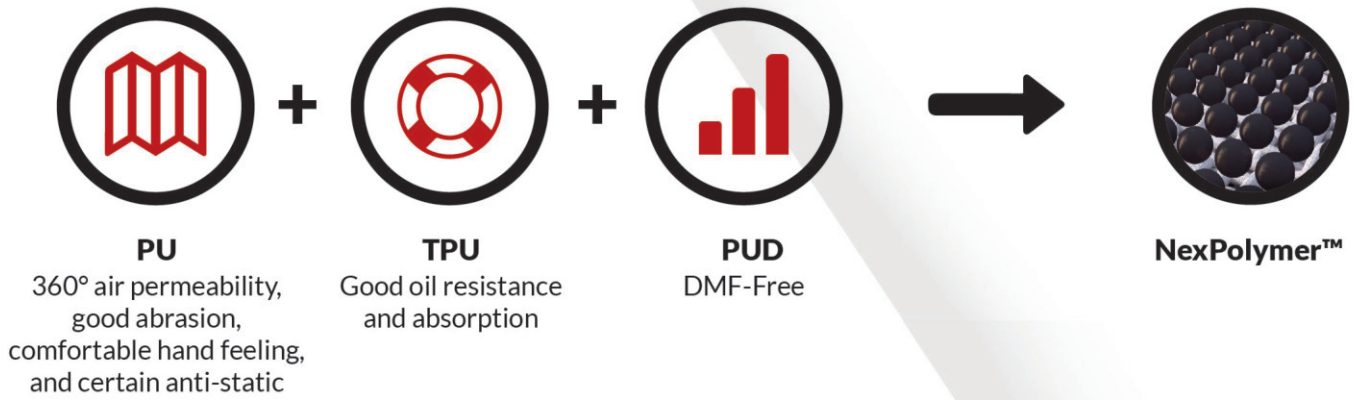 PU
360° air permeability,
good abrasion,
comfortable hand feeling,
and certain anti-static
TPU
Good oil resistance
and absorption
PUD
DMF-Free
NexPolymer™